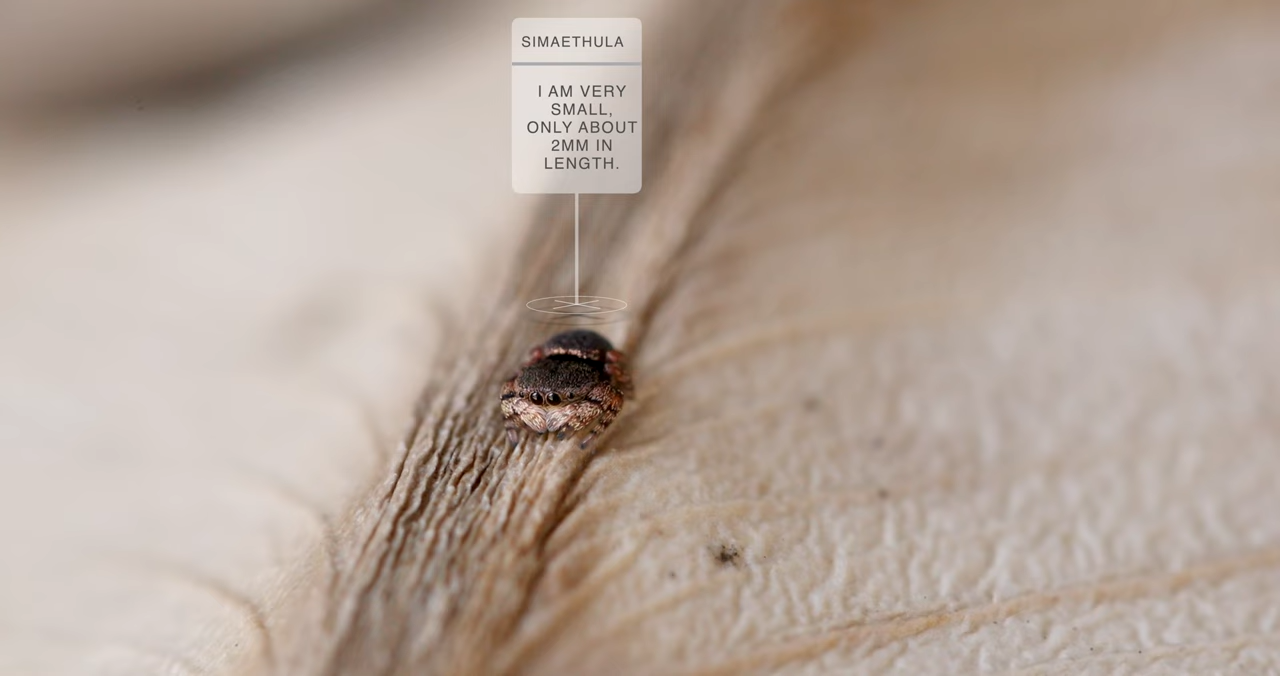 SIMAETHULA
I AM VERY
SMALL,
ONLY ABOUT
2MM IN
LENGTH.